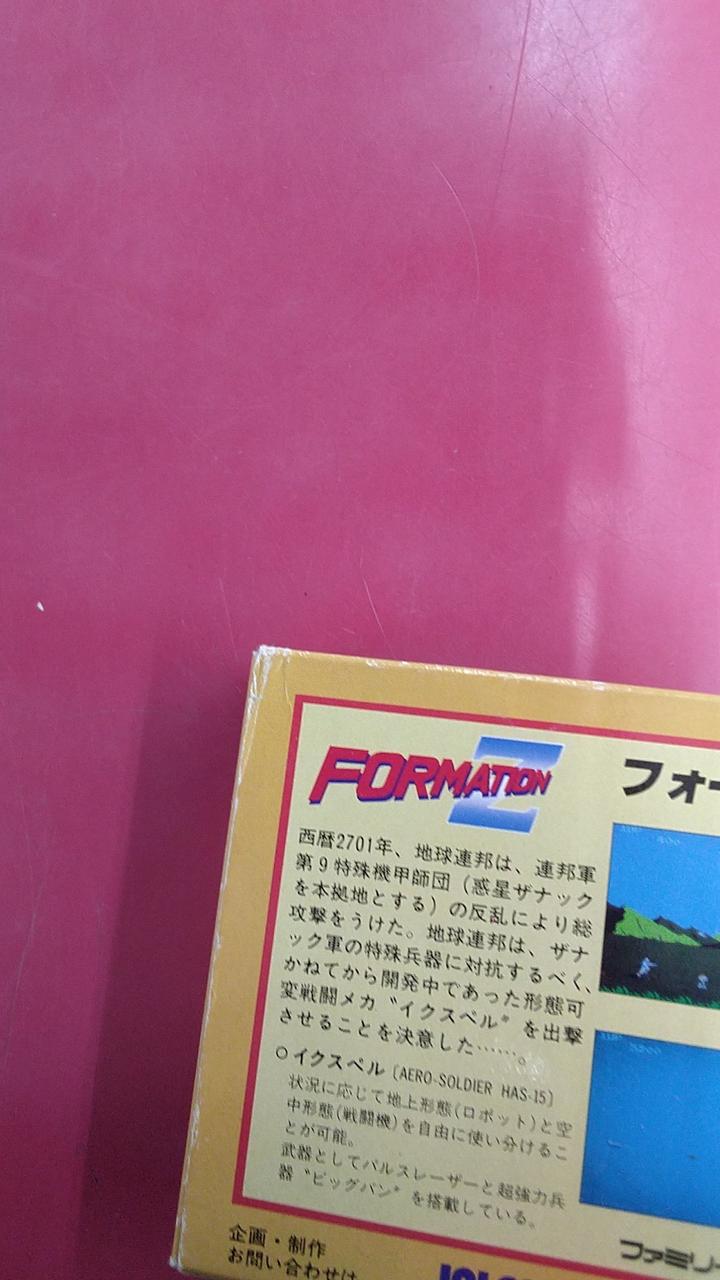 FORMATION Z
フォー
西暦2701年、地球連邦は、連邦軍
第9特殊機甲師団（惑星ザナック
を本拠地とする）の反乱により総
攻撃をうけた。地球連邦は、ザナ
ック軍の特殊兵器に対抗するべく、
かねてから開発中であった形態可
変戦闘メカ〝イクスペル〟を出撃
させることを決意した……。
○イクスペル〔AERO-SOLDIER HAS-15〕
状況に応じて地上形態(ロボット)と空
中形態(戦闘機)を自由に使い分けるこ
とが可能。
武器としてパルスレーザーと超強力兵
器〝ビッグバン〟を搭載している。
企画・制作
お問い合わせは
ファミリー